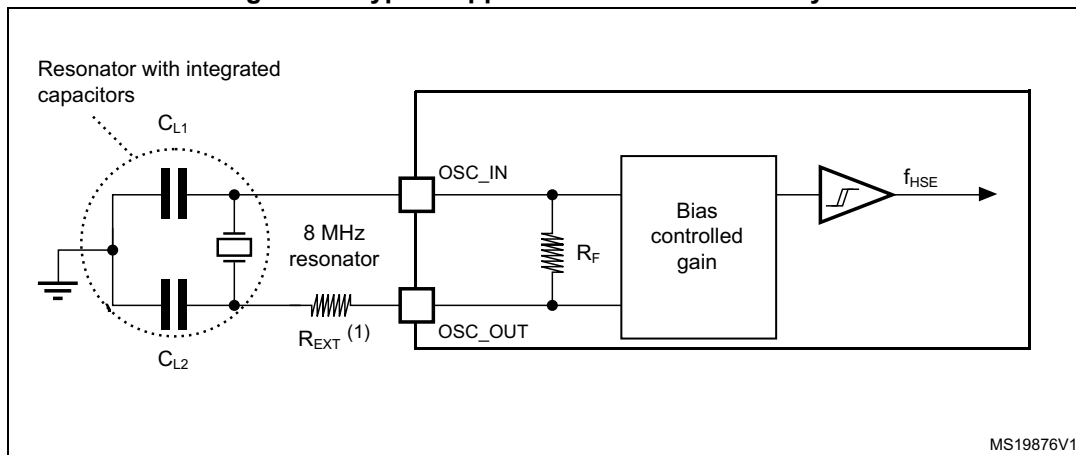 Resonator with integrated
capacitors
C_L1
OSC_IN
f_HSE
8 MHz
resonator
R_F
Bias
controlled
gain
R_EXT (1)
OSC_OUT
C_L2
MS19876V1